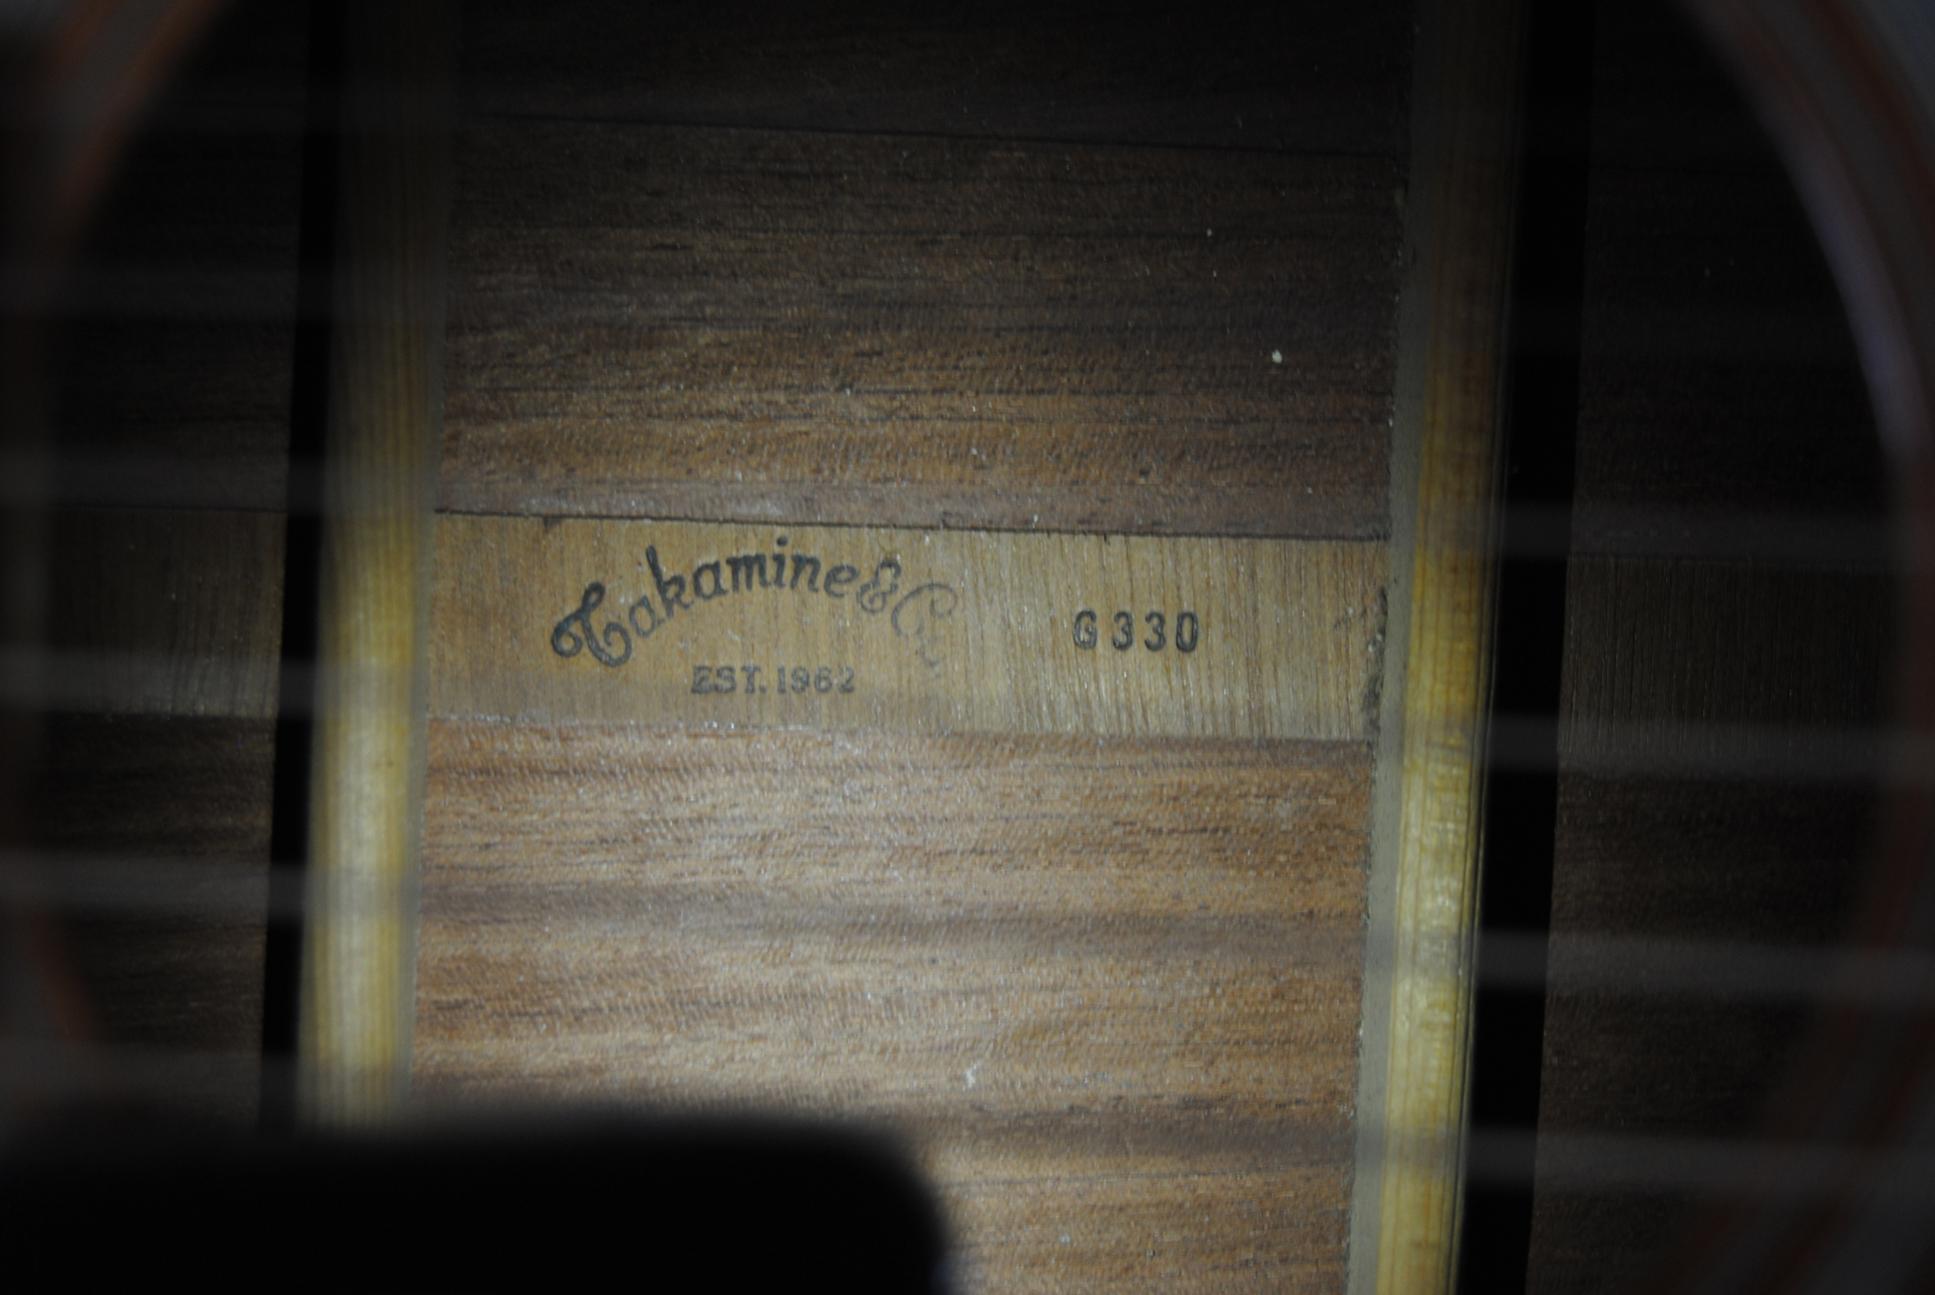 Takamine & Co.
EST. 1962
G330